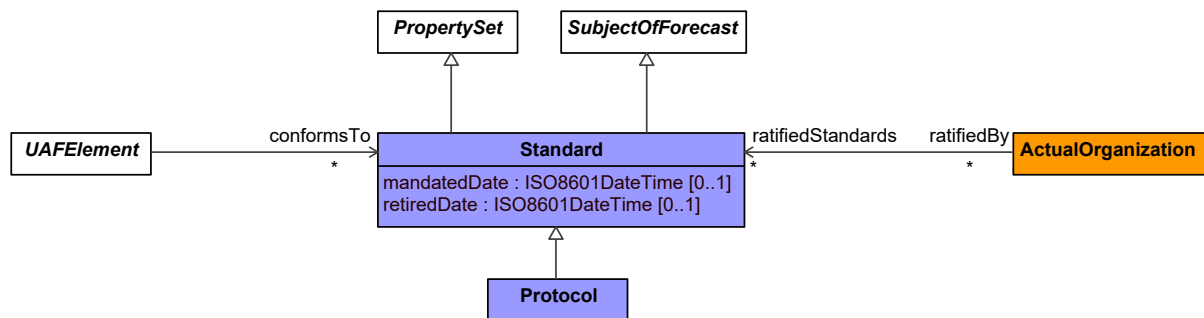 PropertySet
SubjectOfForecast
UAFElement
conformsTo
*
Standard
mandatedDate : ISO8601DateTime [0..1]
retiredDate : ISO8601DateTime [0..1]
ratifiedStandards
*
ratifiedBy
*
ActualOrganization
Protocol